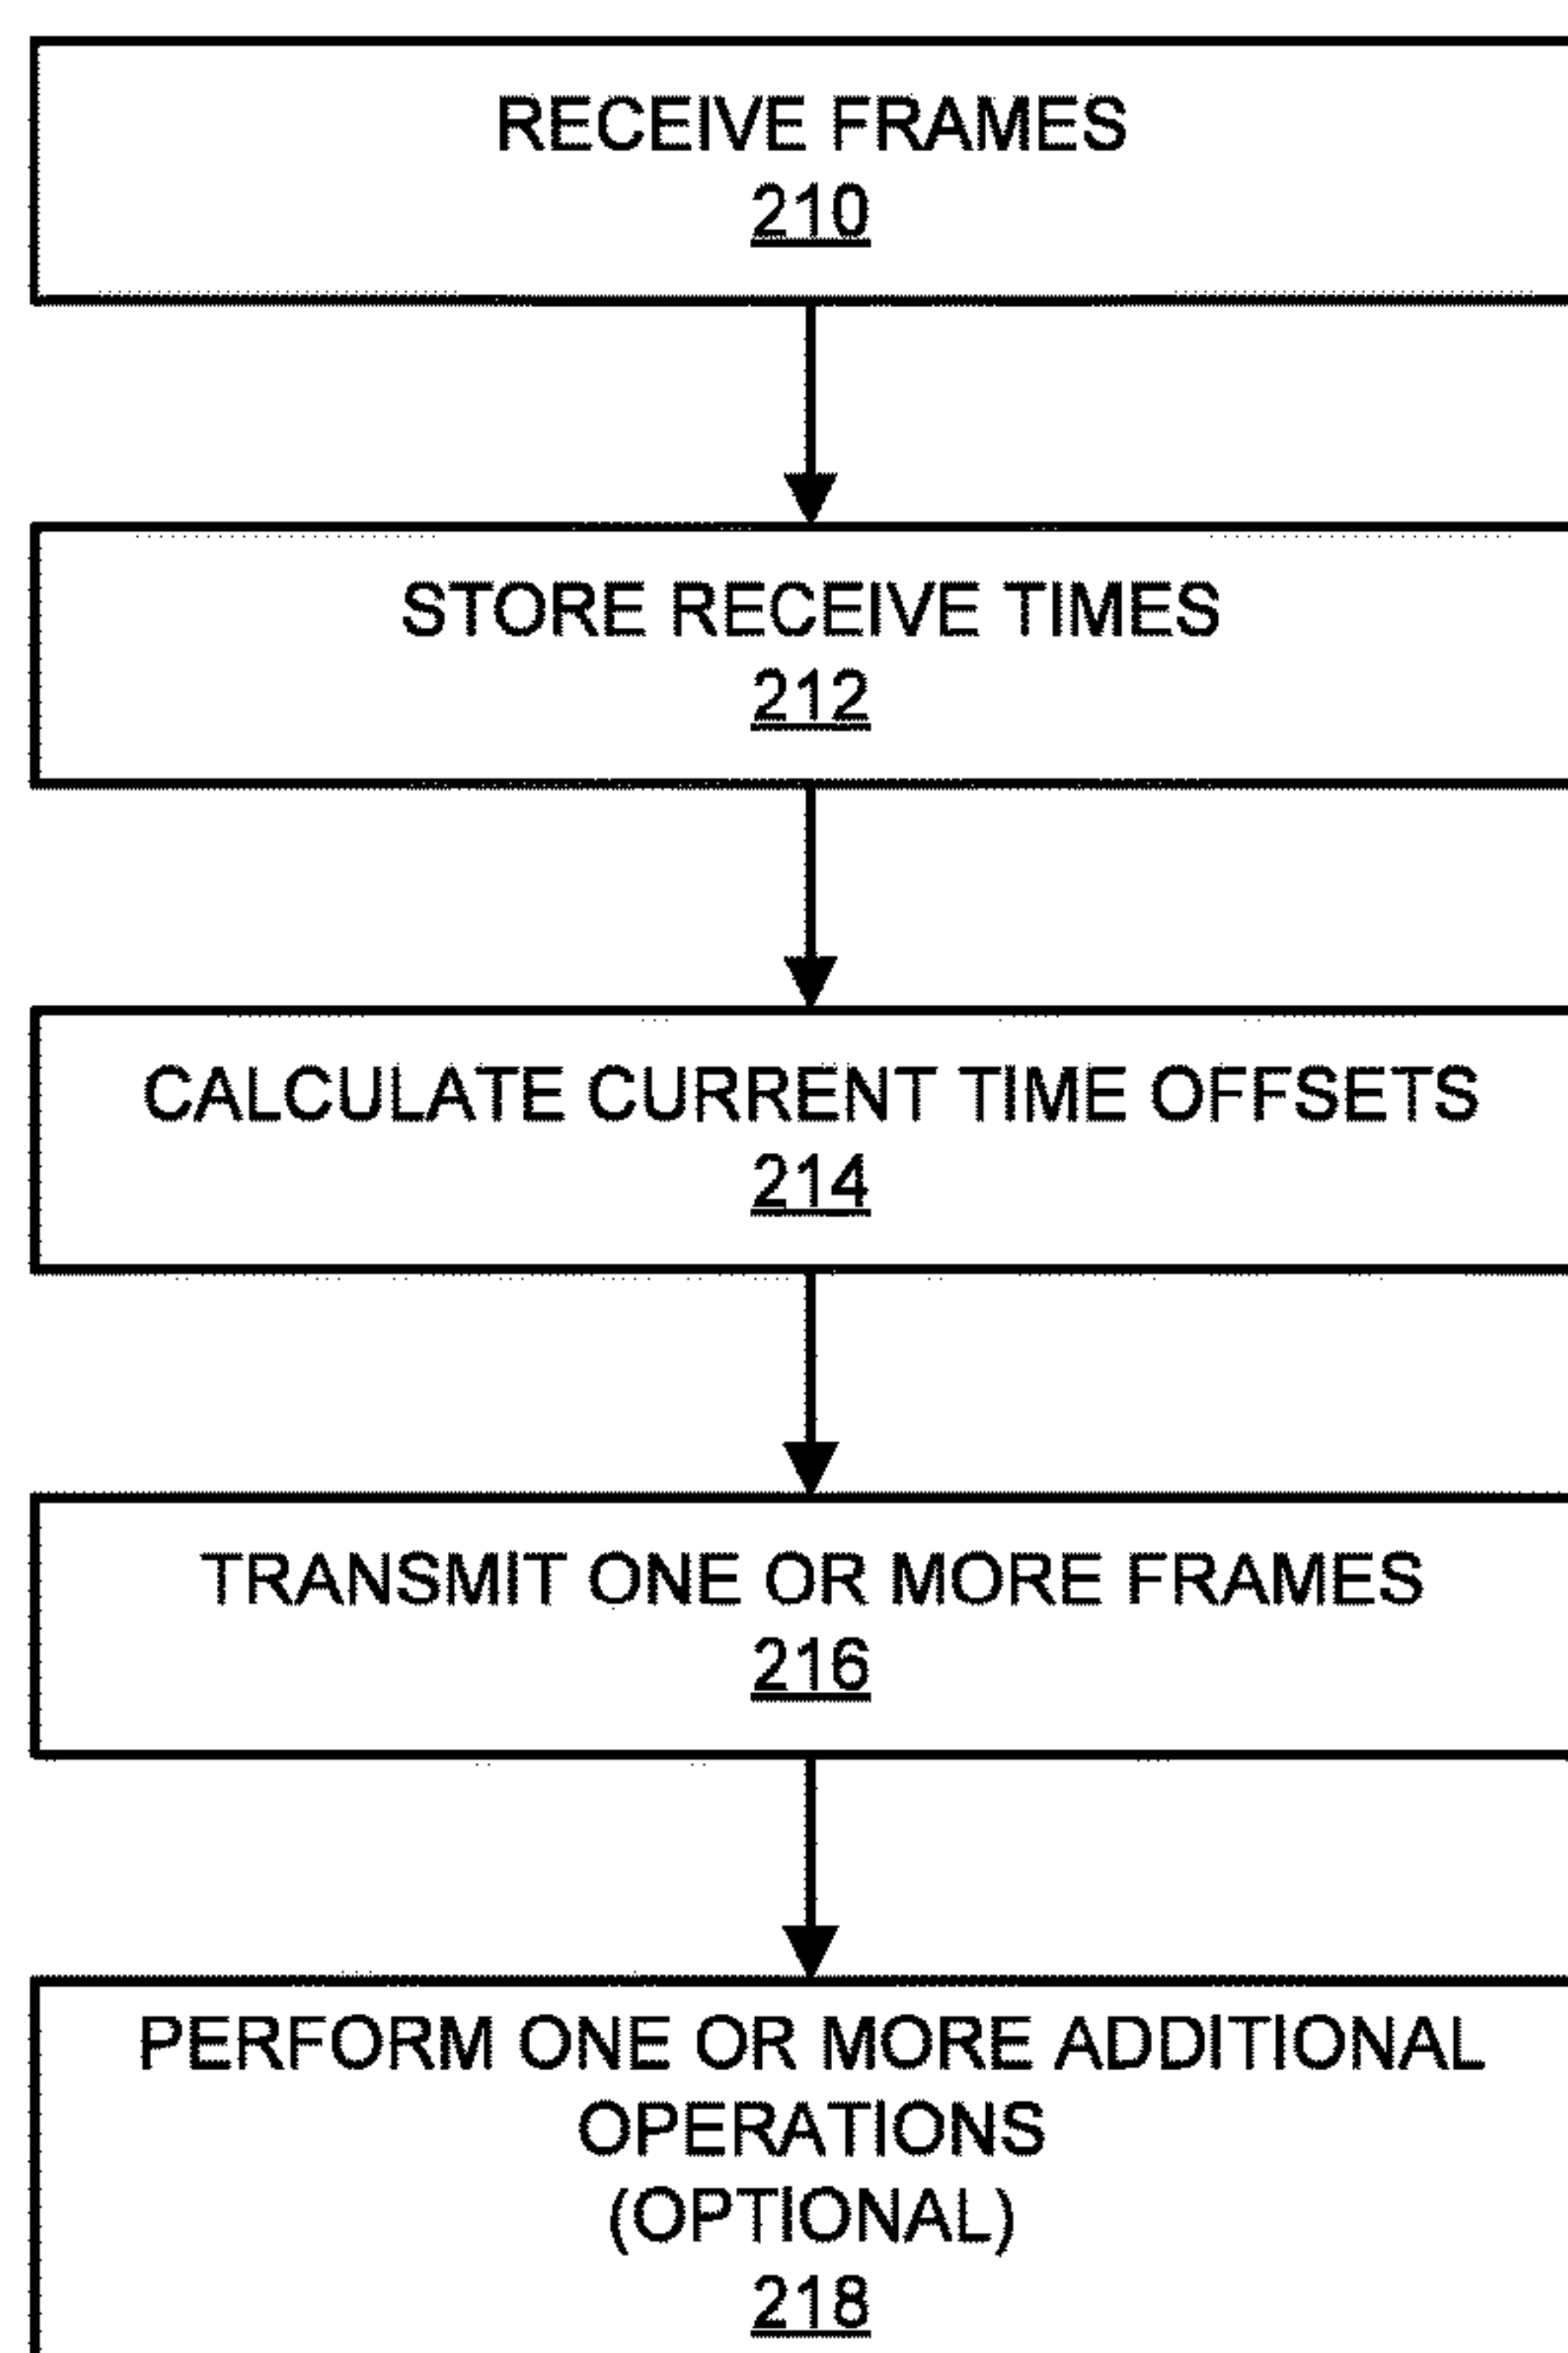 RECEIVE FRAMES
210
STORE RECEIVE TIMES
212
CALCULATE CURRENT TIME OFFSETS
214
TRANSMIT ONE OR MORE FRAMES
216
PERFORM ONE OR MORE ADDITIONAL
OPERATIONS
(OPTIONAL)
218